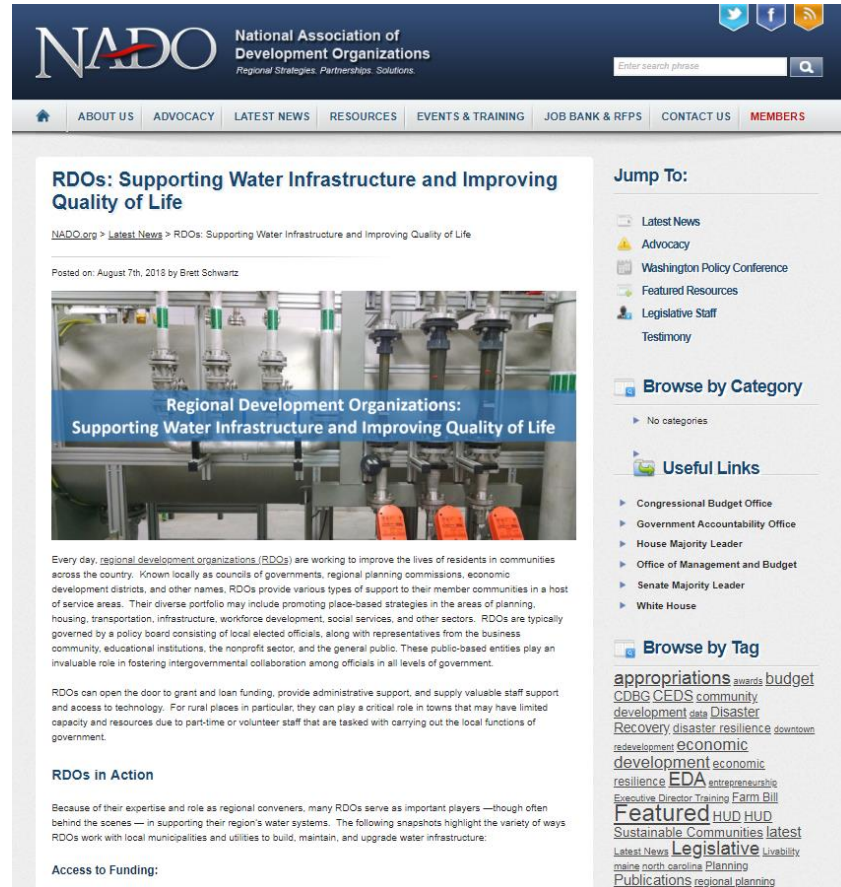 NADO
National Association of
Development Organizations
Regional Strategies. Partnerships. Solutions.
Enter search phrase
ABOUT US ADVOCACY LATEST NEWS RESOURCES EVENTS & TRAINING JOB BANK & RFPS CONTACT US MEMBERS
RDOs: Supporting Water Infrastructure and Improving
Quality of Life
NADO.org > Latest News > RDOs: Supporting Water Infrastructure and Improving Quality of Life
Posted on: August 7th, 2018 by Brett Schwartz
Regional Development Organizations:
Supporting Water Infrastructure and Improving Quality of Life
Every day, regional development organizations (RDOs) are working to improve the lives of residents in communities
across the country. Known locally as councils of governments, regional planning commissions, economic
development districts, and other names, RDOs provide various types of support to their member communities in a host
of service areas. Their diverse portfolio may include promoting place-based strategies in the areas of planning,
housing, transportation, infrastructure, workforce development, social services, and other sectors. RDOs are typically
governed by a policy board consisting of local elected officials, along with representatives from the business
community, educational institutions, the nonprofit sector, and the general public. These public-based entities play an
invaluable role in fostering intergovernmental collaboration among officials in all levels of government.
RDOs can open the door to grant and loan funding, provide administrative support, and supply valuable staff support
and access to technology. For rural places in particular, they can play a critical role in towns that may have limited
capacity and resources due to part-time or volunteer staff that are tasked with carrying out the local functions of
government.
RDOs in Action
Because of their expertise and role as regional conveners, many RDOs serve as important players —though often
behind the scenes — in supporting their region's water systems. The following snapshots highlight the variety of ways
RDOs work with local municipalities and utilities to build, maintain, and upgrade water infrastructure:
Access to Funding:
Jump To:
Latest News
Advocacy
Washington Policy Conference
Featured Resources
Legislative Staff
Testimony
Browse by Category
No categories
Useful Links
Congressional Budget Office
Government Accountability Office
House Majority Leader
Office of Management and Budget
Senate Majority Leader
White House
Browse by Tag
appropriations awards budget
CDBG CEDS community
development data Disaster
Recovery disaster resilience downtown
redevelopment economic
development economic
resilience EDA entrepreneurship
Executive Director Training Farm Bill
Featured HUD HUD
Sustainable Communities latest
Latest News Legislative Livability
maine north carolina Planning
Publications regional planning